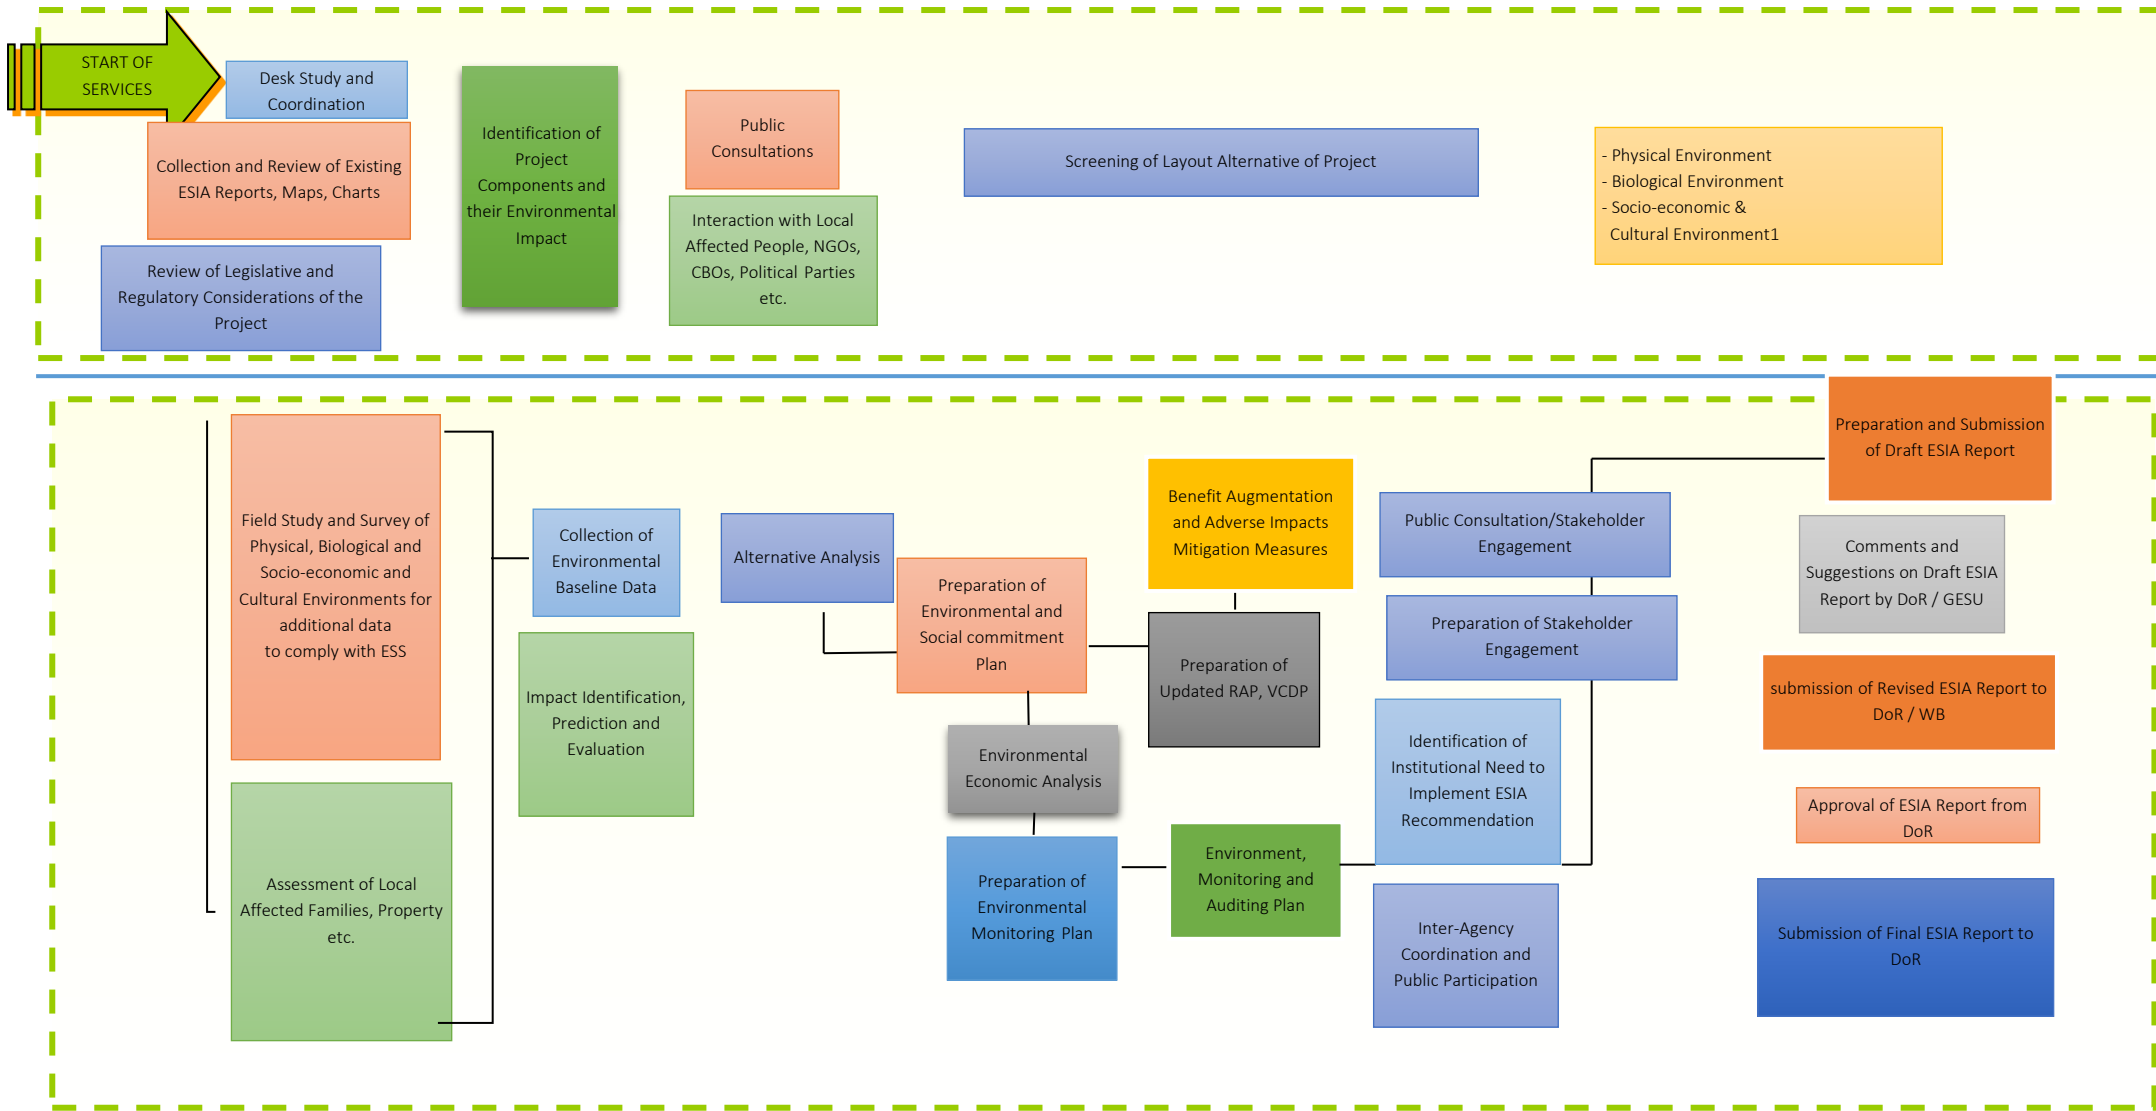 START OF
SERVICES
Desk Study and
Coordination
Collection and Review of Existing
ESIA Reports, Maps, Charts
Review of Legislative and
Regulatory Considerations of the
Project
Identification of
Project
Components and
their Environmental
Impact
Public
Consultations
Interaction with Local
Affected People, NGOs,
CBOs, Political Parties
etc.
Screening of Layout Alternative of Project
- Physical Environment
- Biological Environment
- Socio-economic &
Cultural Environment1
Field Study and Survey of
Physical, Biological and
Socio-economic and
Cultural Environments for
additional data
to comply with ESS
Assessment of Local
Affected Families, Property
etc.
Collection of
Environmental
Baseline Data
Impact Identification,
Prediction and
Evaluation
Alternative Analysis
Preparation of
Environmental and
Social commitment
Plan
Environmental
Economic Analysis
Preparation of
Environmental
Monitoring Plan
Benefit Augmentation
and Adverse Impacts
Mitigation Measures
Preparation of
Updated RAP, VCDP
Environment,
Monitoring and
Auditing Plan
Public Consultation/Stakeholder
Engagement
Preparation of Stakeholder
Engagement
Identification of
Institutional Need to
Implement ESIA
Recommendation
Inter-Agency
Coordination and
Public Participation
Preparation and Submission
of Draft ESIA Report
Comments and
Suggestions on Draft ESIA
Report by DoR / GESU
submission of Revised ESIA Report to
DoR / WB
Approval of ESIA Report from
DoR
Submission of Final ESIA Report to
DoR